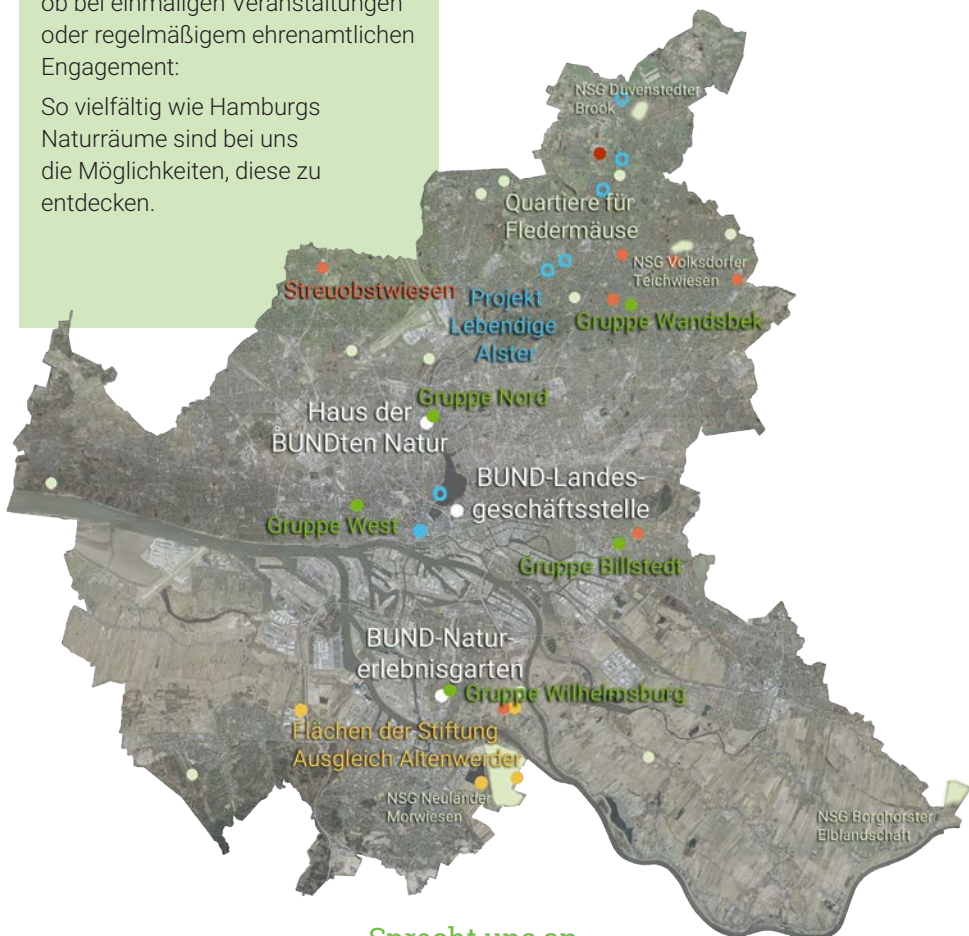 ob bei einmaligen Veranstaltungen
oder regelmäßigem ehrenamtlichen
Engagement:
So vielfältig wie Hamburgs
Naturräume sind bei uns
die Möglichkeiten, diese zu
entdecken.
NSG Duvenstedter
Brook
Quartiere für
Fledermäuse
NSG Volksdorfer
Teichwiesen
Streuobstwiesen
Projekt
Lebendige
Alster
Gruppe Wandsbek
Gruppe Nord
Haus der
BUNDten Natur
BUND-Landes-
geschäftsstelle
Gruppe West
Gruppe Billstedt
BUND-Natur-
erlebnisgarten
Gruppe Wilhelmsburg
Flächen der Stiftung
Ausgleich Altenwerder
NSG Neuländer
Morwiesen
NSG Borghorster
Elblandschaft
Sprecht uns an